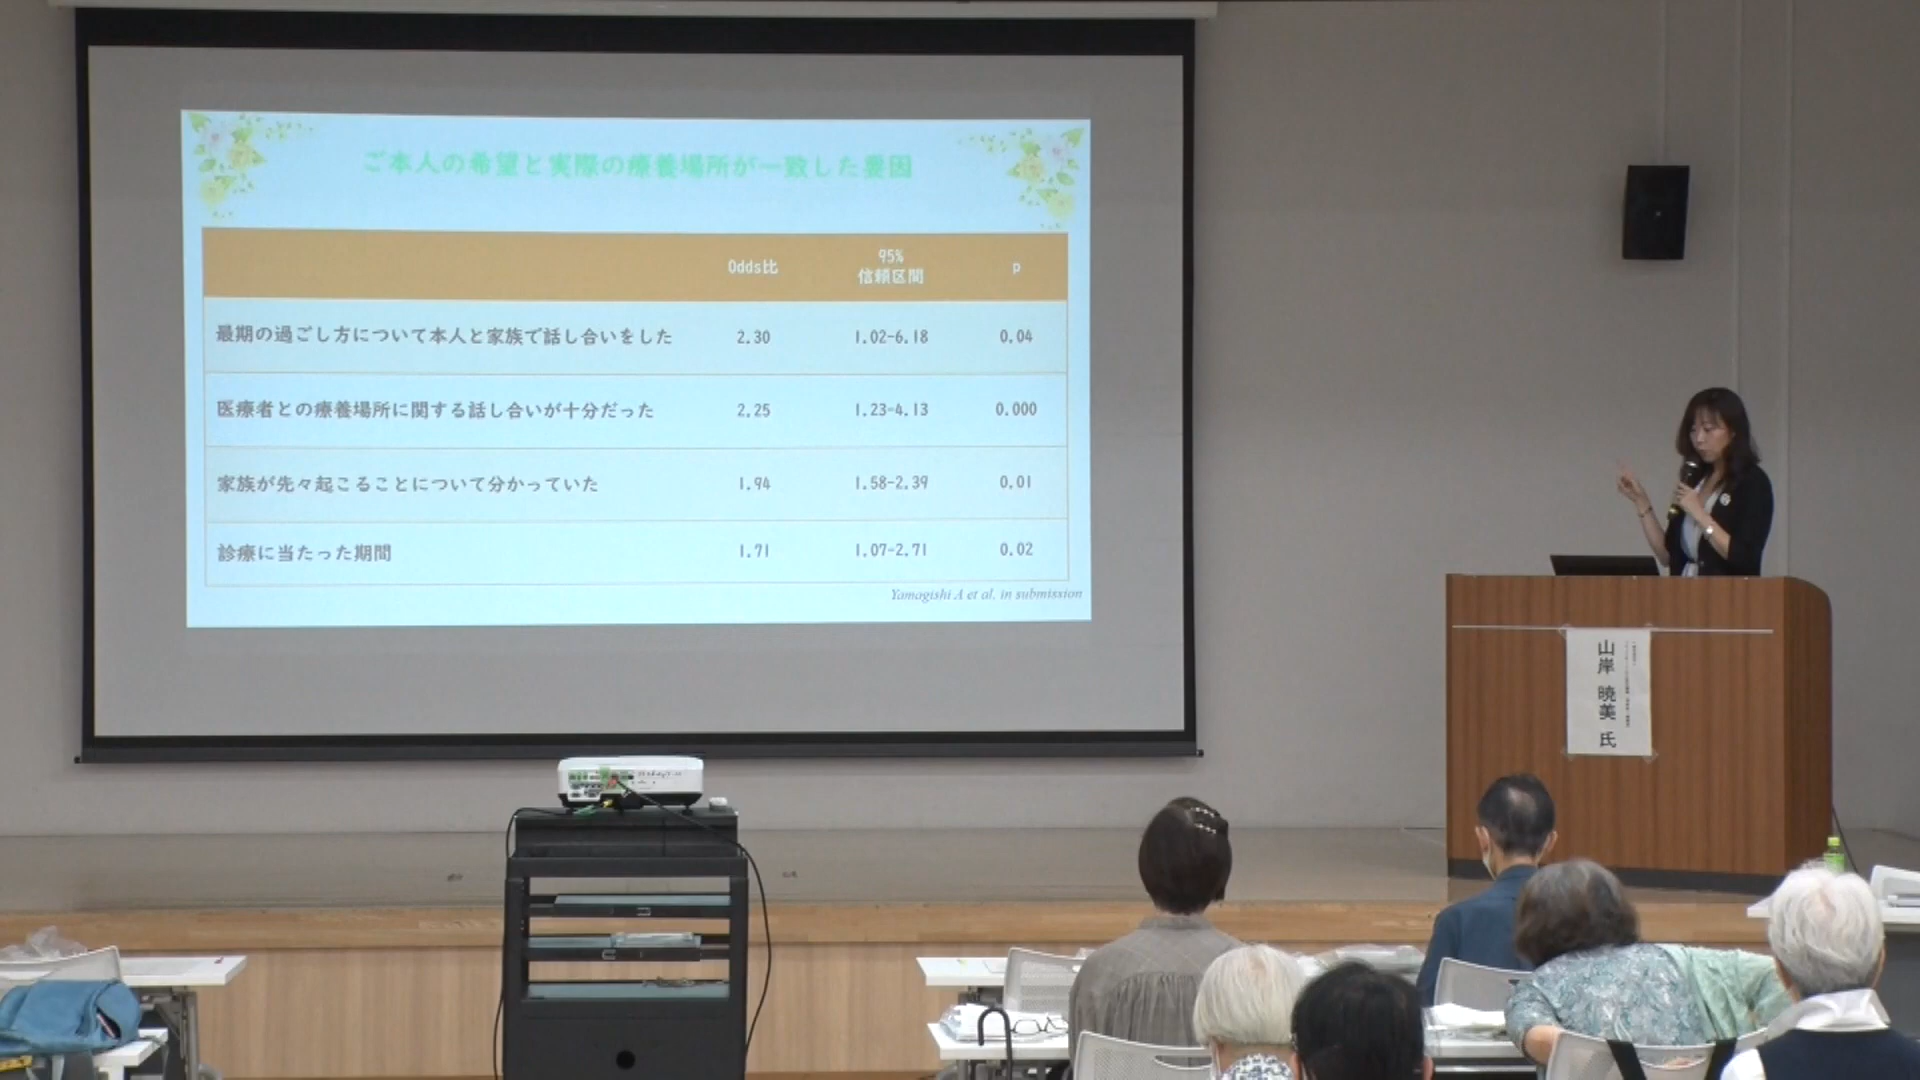 ご本人の希望と実際の療養場所が一致した要因
Odds比 95% 信頼区間 p
最期の過ごし方について本人と家族で話し合いをした 2.30 1.02-6.18 0.04
医療者との療養場所に関する話し合いが十分だった 2.25 1.23-4.13 0.000
家族が先々起こることについて分かっていた 1.94 1.58-2.39 0.01
診療に当たった期間 1.71 1.07-2.71 0.02
Yamagishi A et al. in submission
山岸 暁美 氏